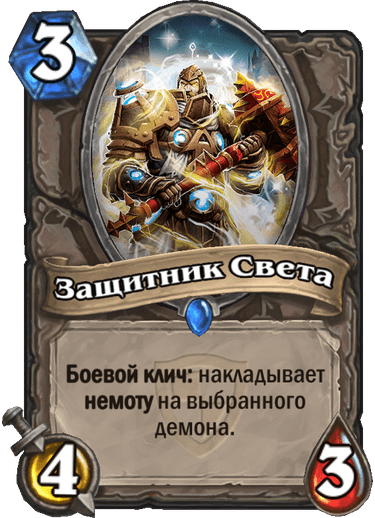 3
Защитник Света
Боевой клич: накладывает
немоту на выбранного
демона.
4
3